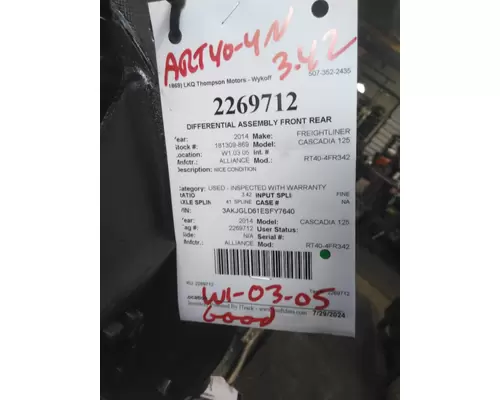 ART40-4N
3.42
(869) LKQ Thompson Motors - Wykoff 507-352-2435
2269712
DIFFERENTIAL ASSEMBLY FRONT REAR
Year: 2014 Make: FREIGHTLINER
Stock #: 181309-869 Model: CASCADIA 125
Location: W1.03.05 Int. #
Mnfctr.: ALLIANCE Mod.: RT40-4FR342
Description: NICE CONDITION
Category: USED - INSPECTED WITH WARRANTY
RATIO 3.42 INPUT SPLIN FINE
AXLE SPLIN 41 SPLINE CASE # N/A
VIN: 3AKJGLD61ESFY7640
Year: 2014 Model: CASCADIA 125
Tag #: 2269712 User Status:
Side: N/A Serial #:
Mnfctr.: ALLIANCE Mod.: RT40-4FR342
2269712
W1-03-05
7/29/2024
Good